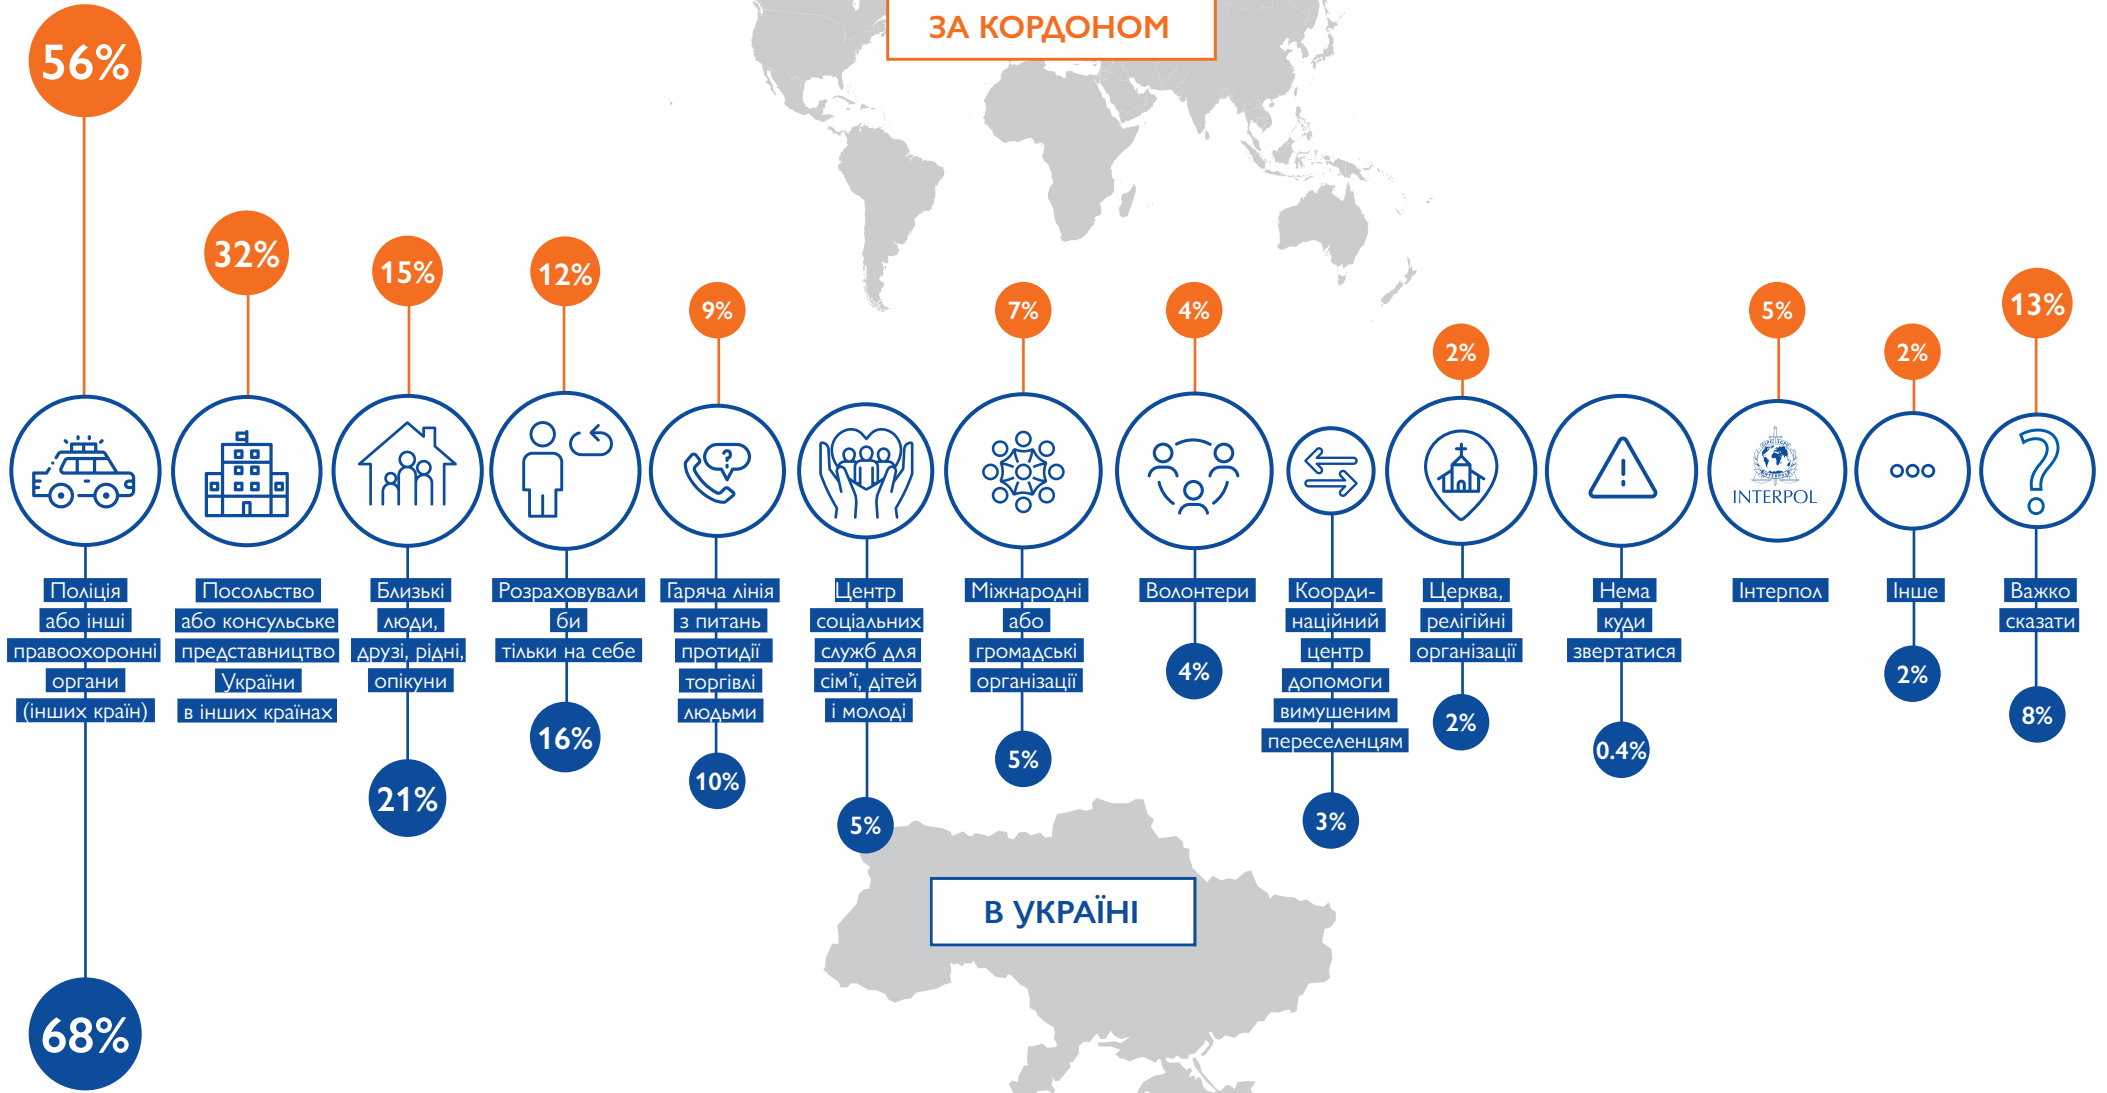 ЗА КОРДОНОМ
56%
32%
15%
12%
9%
7%
4%
2%
5%
2%
13%
?
INTERPOL
?
Поліція
або інші
правоохоронні
органи
(інших країн)
Посольство
або консульське
представництво
України
в інших країнах
Близькі
люди,
друзі, рідні,
опікуни
Розраховували
би
тільки на себе
Гаряча лінія
з питань
протидії
торгівлі
людьми
Центр
соціальних
служб для
сім'ї, дітей
і молоді
Міжнародні
або
громадські
організації
Волонтери
Коорди-
наційний
центр
допомоги
вимушеним
переселенцям
Церква,
релігійні
організації
Нема
куди
звертатися
Інтерпол
Інше
Важко
сказати
68%
21%
16%
10%
5%
5%
4%
3%
2%
0.4%
2%
8%
В УКРАЇНІ